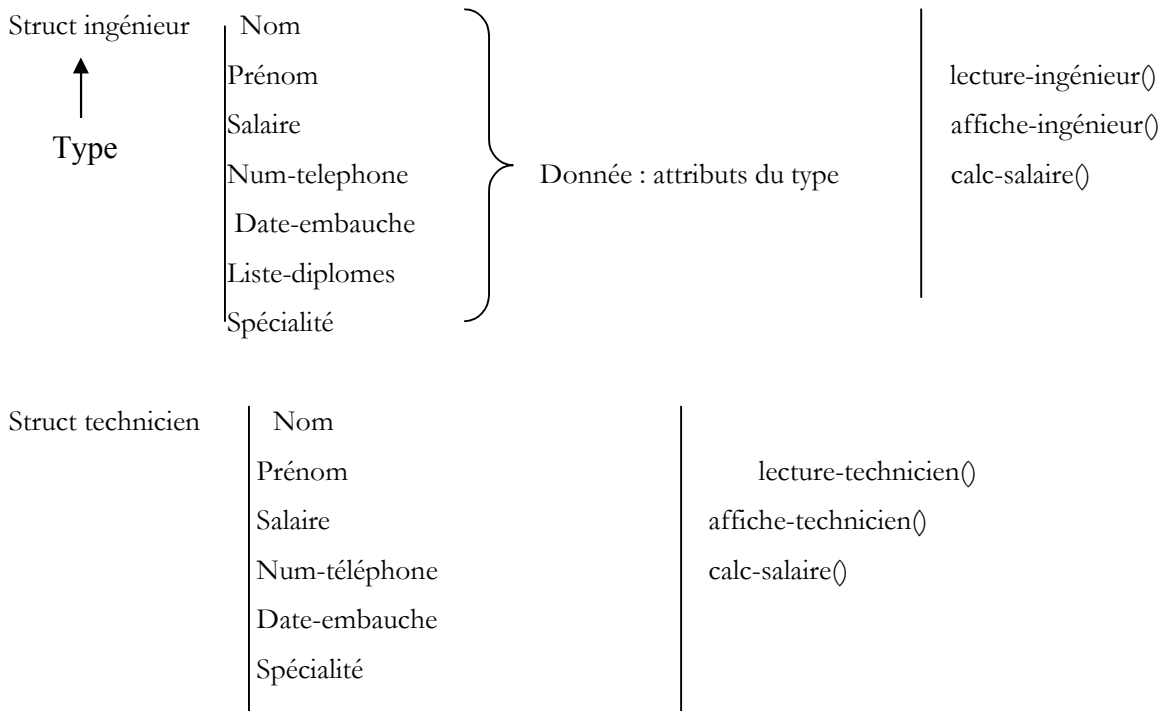 Struct ingénieur Nom
Prénom lecture-ingénieur()
Salaire affiche-ingénieur()
Type
Num-telephone Donnée : attributs du type calc-salaire()
Date-embauche
Liste-diplomes
Spécialité
Struct technicien Nom
Prénom lecture-technicien()
Salaire affiche-technicien()
Num-téléphone calc-salaire()
Date-embauche
Spécialité